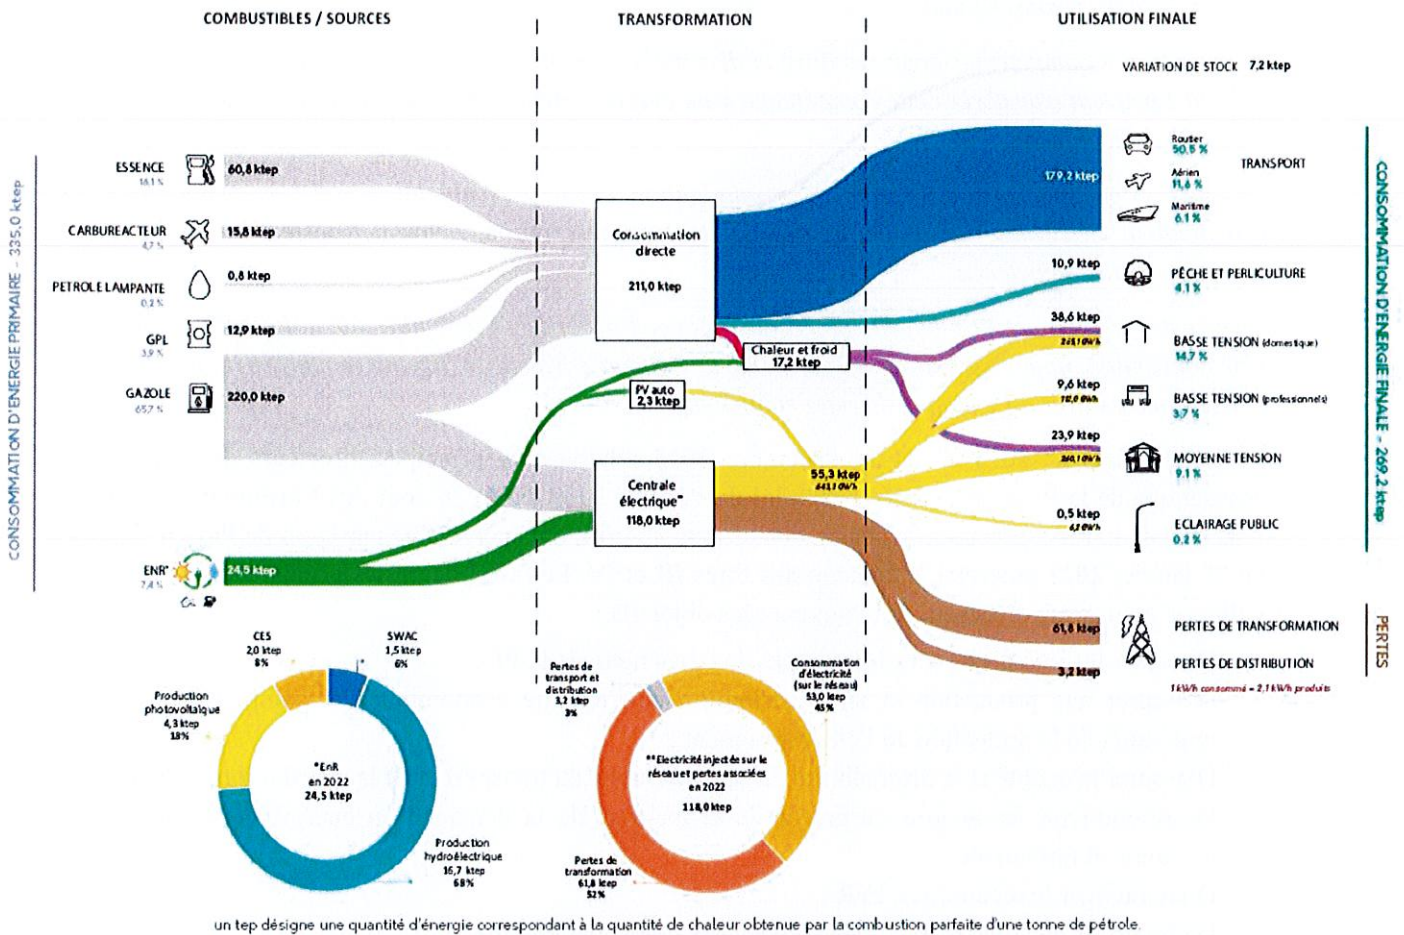 COMBUSTIBLES / SOURCES
TRANSFORMATION
UTILISATION FINALE
VARIATION DE STOCK 7,2 ktep
CONSOMMATION D'ENERGIE PRIMAIRE – 335,0 ktep
ESSENCE
60,8 ktep
CARBUREACTEUR
4,7 %
15,8 ktep
PETROLE LAMPANTE
0,2 %
0,8 ktep
GPL
3,9 %
12,9 ktep
GAZOLE
65,7 %
220,0 ktep
ENR*
7,4 %
24,5 ktep
Consommation
directe
211,0 ktep
Chaleur et froid
17,2 ktep
PV auto
2,3 ktep
Centrale
électrique**
118,0 ktep
55,3 ktep
179,2 ktep
Routier
50,5 %
Aérien
11,6 %
Maritime
6,1 %
TRANSPORT
10,9 ktep
PÊCHE ET PERLICULTURE
4,1 %
38,6 ktep
BASSE TENSION (domestique)
14,7 %
9,6 ktep
BASSE TENSION (professionnels)
3,7 %
23,9 ktep
MOYENNE TENSION
9,1 %
0,5 ktep
ECLAIRAGE PUBLIC
0,2 %
CONSOMMATION D'ENERGIE FINALE – 269,2 ktep
61,8 ktep
PERTES DE TRANSFORMATION
3,2 ktep
PERTES DE DISTRIBUTION
1 kWh consommé = 2,1 kWh produits
PERTES
CES
2,0 ktep
8%
SWAC
1,5 ktep
6%
Production
photovoltaïque
4,3 ktep
18%
*EnR
en 2022
24,5 ktep
Production
hydroélectrique
16,7 ktep
68%
Pertes de
transport et
distribution
3,2 ktep
3%
Consommation
d'électricité
(sur le réseau)
53,0 ktep
45%
**Electricité injectée sur le
réseau et pertes associées
en 2022
118,0 ktep
Pertes de
transformation
61,8 ktep
52%
un tep désigne une quantité d'énergie correspondant à la quantité de chaleur obtenue par la combustion parfaite d'une tonne de pétrole.